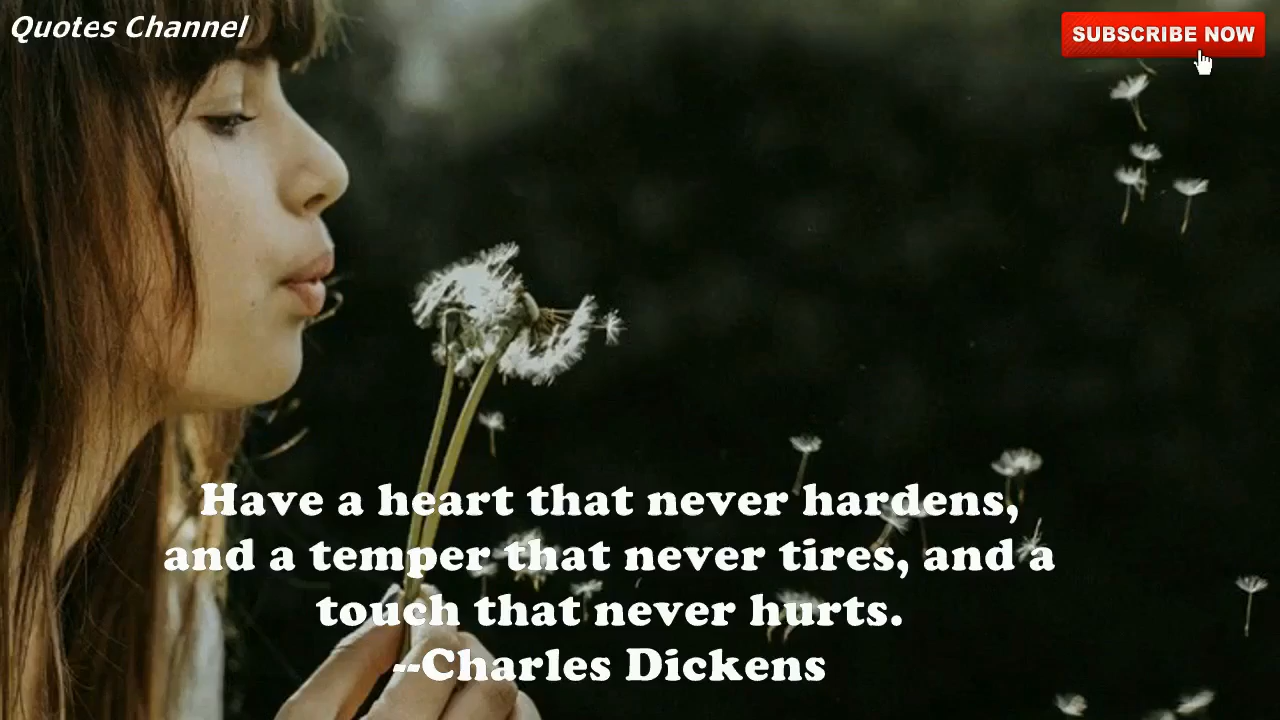 Quotes Channel
SUBSCRIBE NOW
Have a heart that never hardens,
and a temper that never tires, and a
touch that never hurts.
--Charles Dickens